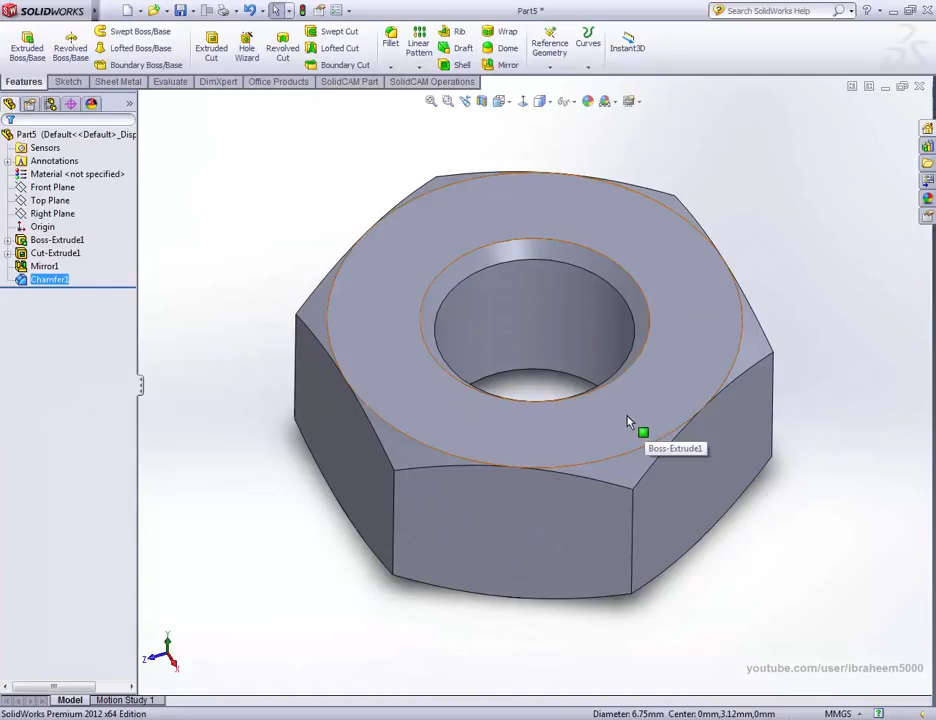 SOLIDWORKS
Part5 *
Search SolidWorks Help
Extruded Boss/Base
Revolved Boss/Base
Swept Boss/Base
Lofted Boss/Base
Boundary Boss/Base
Extruded Cut
Hole Wizard
Revolved Cut
Swept Cut
Lofted Cut
Boundary Cut
Fillet
Linear Pattern
Rib
Draft
Shell
Wrap
Dome
Mirror
Reference Geometry
Curves
Instant3D
Features
Sketch
Sheet Metal
Evaluate
DimXpert
Office Products
SolidCAM Part
SolidCAM Operations
Part5 (Default<<Default>_Disp
Sensors
Annotations
Material <not specified>
Front Plane
Top Plane
Right Plane
Origin
Boss-Extrude1
Cut-Extrude1
Mirror1
Chamfer1
Boss-Extrude1
Y
Z
X
youtube.com/user/ibraheem5000
Model
Motion Study 1
SolidWorks Premium 2012 x64 Edition
Diameter: 6.75mm Center: 0mm,3.12mm,0mm
MMGS